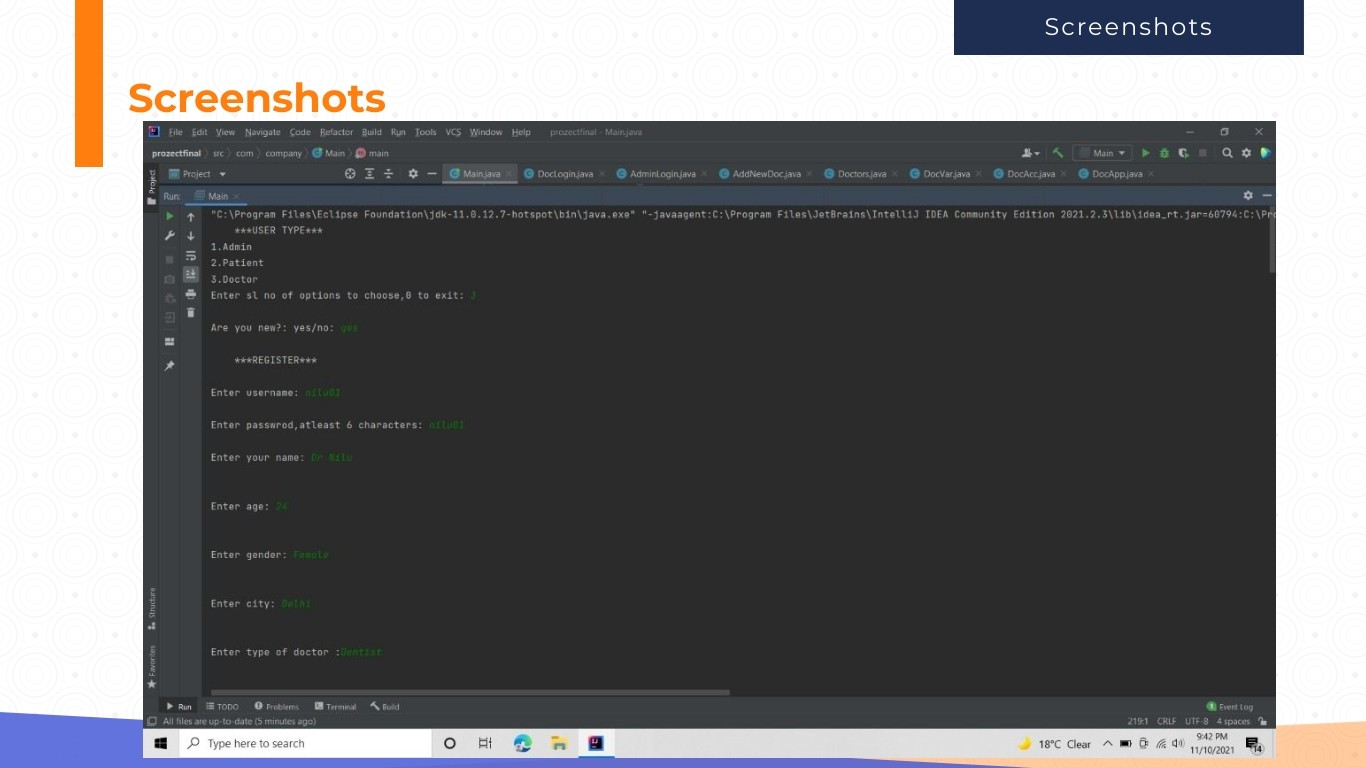 Screenshots
Screenshots
File Edit View Navigate Code Refactor Build Run Tools VCS Window Help prozectfinal - Main.java
prozectfinal src com company Main main
Main
Project
Project
Main.java DocLogin.java AdminLogin.java AddNewDoc.java Doctors.java DocVar.java DocAcc.java DocApp.java
Run: Main
"C:\Program Files\Eclipse Foundation\jdk-11.0.12.7-hotspot\bin\java.exe" "-javaagent:C:\Program Files\JetBrains\IntelliJ IDEA Community Edition 2021.2.3\lib\idea_rt.jar=60794:C:\Pro
***USER TYPE***
1.Admin
2.Patient
3.Doctor
Enter sl no of options to choose,0 to exit: 3
Are you new?: yes/no: yes
***REGISTER***
Enter username: nilu01
Enter passwrod,atleast 6 characters: nilu01
Enter your name: Dr Nilu
Enter age: 24
Enter gender: Female
Enter city: Delhi
Enter type of doctor :Dentist
Structure
Favorites
Run TODO Problems Terminal Build
Event Log
All files are up-to-date (5 minutes ago)
219:1 CRLF UTF-8 4 spaces
Type here to search
18°C Clear
9:42 PM
11/10/2021
14